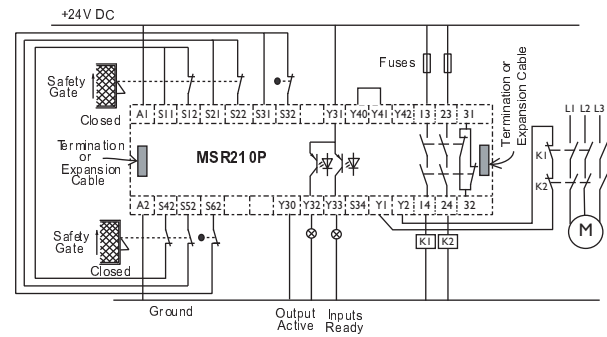 +24V DC
Safety
Gate
Closed
Fuses
Termination or
Expansion Cable
L1 L2 L3
A1 S11 S12 S21 S22 S31 S32 Y31 Y40 Y41 Y42 13 23 31
Termination
or
Expansion
Cable
MSR210P
K1
K2
A2 S42 S52 S62 Y30 Y32 Y33 S34 Y1 Y2 14 24 32
Safety
Gate
Closed
K1 K2
M
Ground
Output
Active
Inputs
Ready